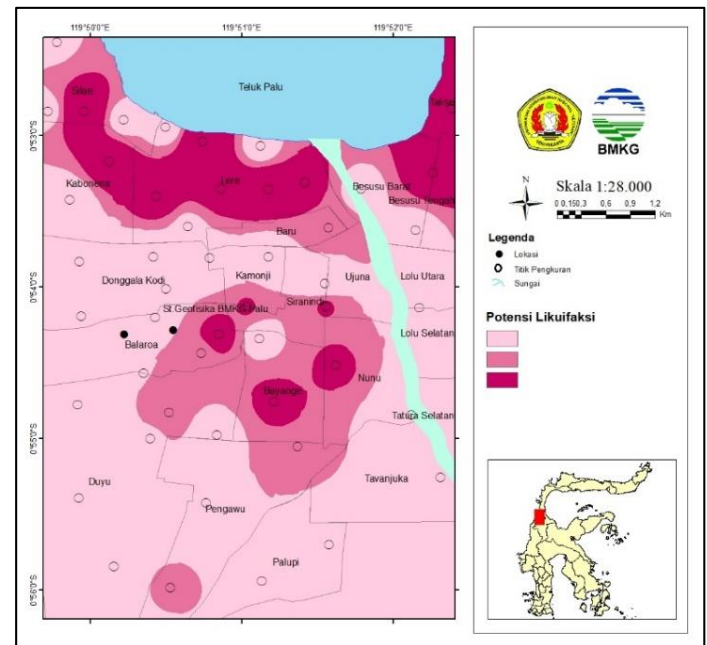 119°50'0"E
119°51'0"E
119°52'0"E
0°53'0"S
0°54'0"S
0°55'0"S
0°56'0"S
Teluk Palu
Silae
Lere
Kabonena
Besusu Barat
Besusu Tengah
Baru
Donggala Kodi
Kamonji
Ujuna
Lolu Utara
St.Geofisika BMKG Palu
Siranindi
Balaroa
Lolu Selatan
Nunu
Boyaoge
Tatura Selatan
Duyu
Tavanjuka
Pengawu
Palupi
BMKG
N
Skala 1:28.000
0 0,15 0,3 0,6 0,9 1,2
Km
Legenda
Lokasi
Titik Pengkuran
Sungai
Potensi Likuifaksi